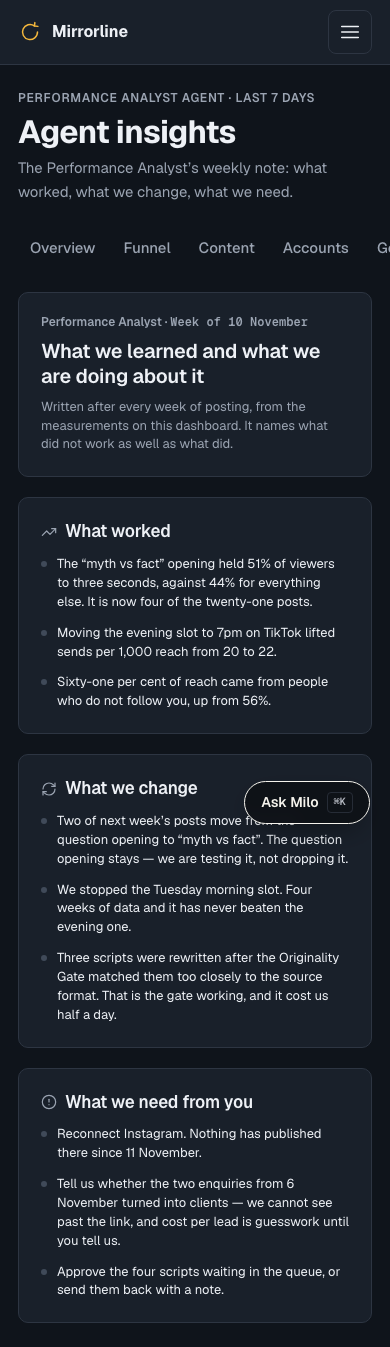 Mirrorline
PERFORMANCE ANALYST AGENT · LAST 7 DAYS
Agent insights
The Performance Analyst’s weekly note: what
worked, what we change, what we need.
Overview Funnel Content Accounts
Performance Analyst · Week of 10 November
What we learned and what we
are doing about it
Written after every week of posting, from the
measurements on this dashboard. It names what
did not work as well as what did.
What worked
The “myth vs fact” opening held 51% of viewers
to three seconds, against 44% for everything
else. It is now four of the twenty-one posts.
Moving the evening slot to 7pm on TikTok lifted
sends per 1,000 reach from 20 to 22.
Sixty-one per cent of reach came from people
who do not follow you, up from 56%.
What we change
Ask Milo ⌘K
Two of next week’s posts move
question opening to “myth vs fact”. The question
opening stays — we are testing it, not dropping it.
We stopped the Tuesday morning slot. Four
weeks of data and it has never beaten the
evening one.
Three scripts were rewritten after the Originality
Gate matched them too closely to the source
format. That is the gate working, and it cost us
half a day.
What we need from you
Reconnect Instagram. Nothing has published
there since 11 November.
Tell us whether the two enquiries from 6
November turned into clients — we cannot see
past the link, and cost per lead is guesswork until
you tell us.
Approve the four scripts waiting in the queue, or
send them back with a note.